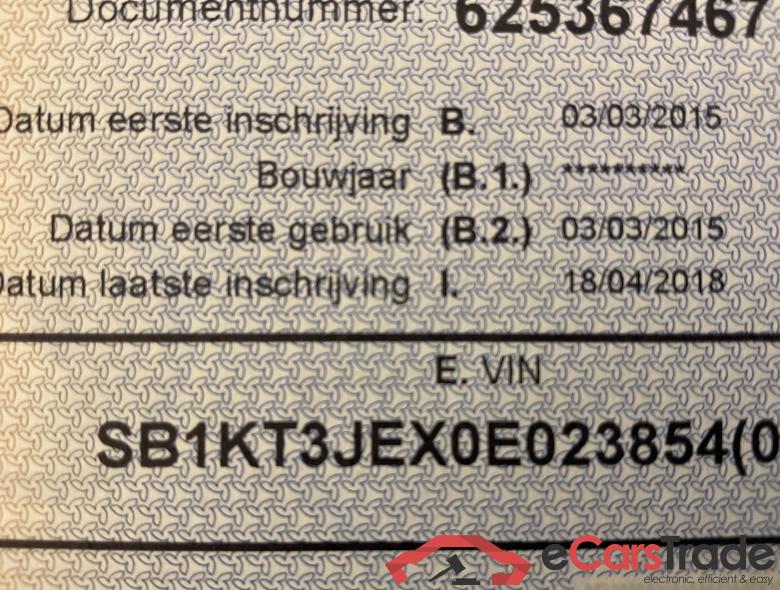 Documentnummer: 625367467
Datum eerste inschrijving B. 03/03/2015
Bouwjaar (B.1.) **********
Datum eerste gebruik (B.2.) 03/03/2015
Datum laatste inschrijving I. 18/04/2018
E. VIN
SB1KT3JEX0E023854(0
eCarsTrade
electronic, efficient & easy